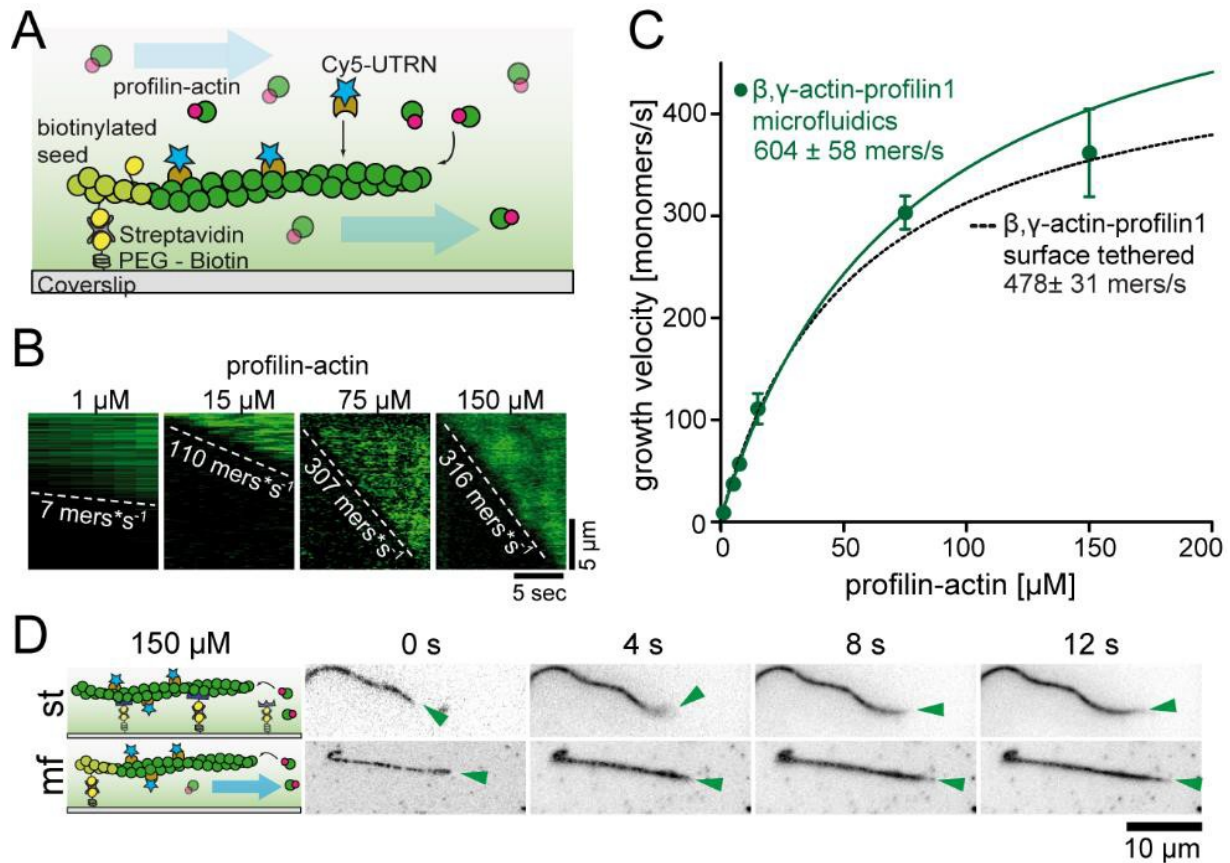 A
profilin-actin
Cy5-UTRN
biotinylated
seed
Streptavidin
PEG - Biotin
Coverslip
B
profilin-actin
1 µM
15 µM
75 µM
150 µM
7 mers*s⁻¹
110 mers*s⁻¹
307 mers*s⁻¹
316 mers*s⁻¹
5 µm
5 sec
C
growth velocity [monomers/s]
400
300
200
100
0
0
50
100
150
200
profilin-actin [µM]
β,γ-actin-profilin1
microfluidics
604 ± 58 mers/s
β,γ-actin-profilin1
surface tethered
478± 31 mers/s
D
150 µM
0 s
4 s
8 s
12 s
st
mf
10 µm